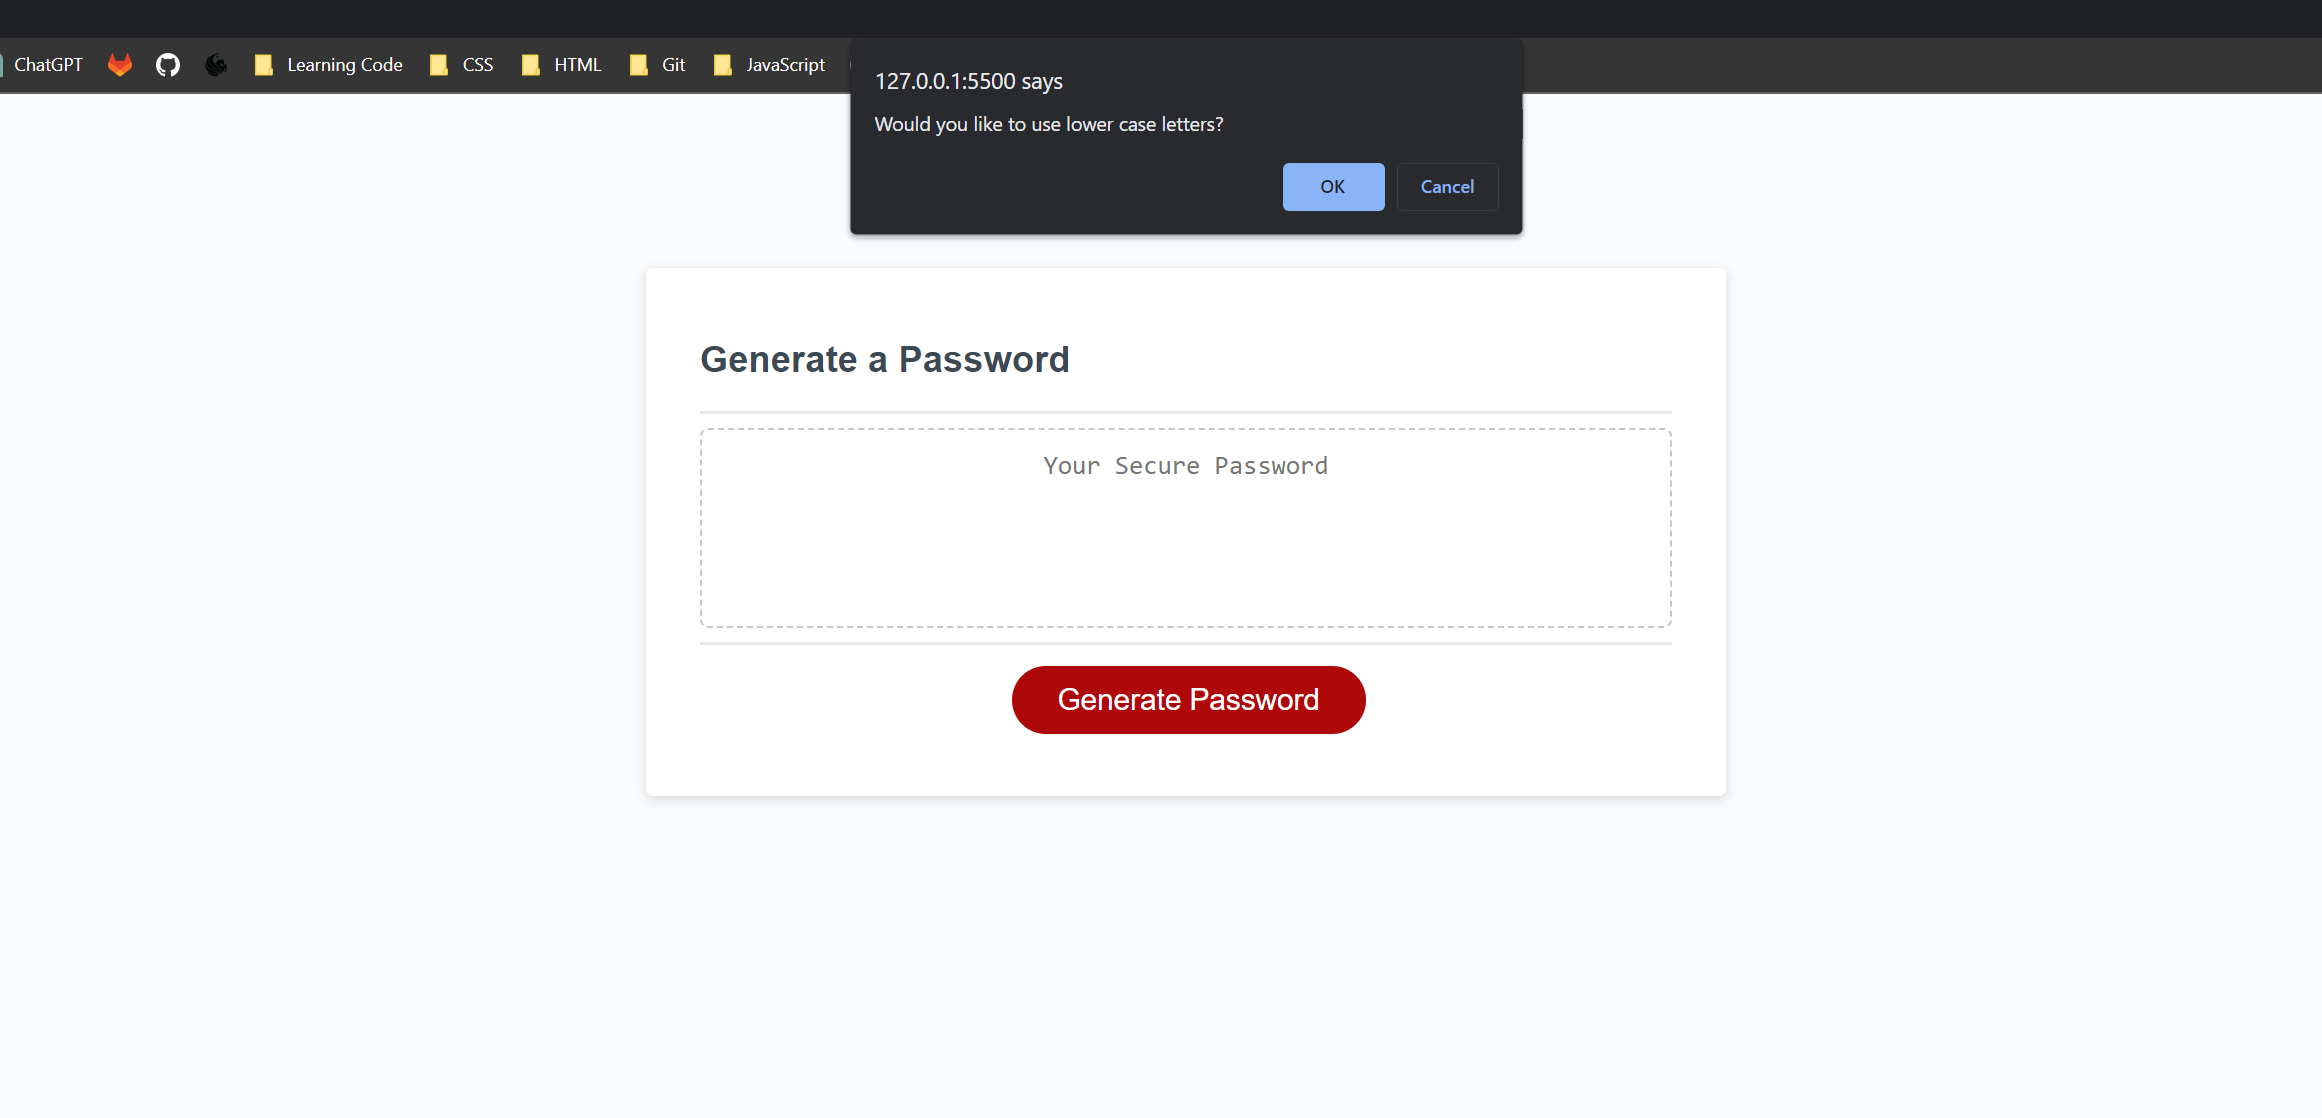 ChatGPT Learning Code CSS HTML Git JavaScript
127.0.0.1:5500 says
Would you like to use lower case letters?
OK Cancel
Generate a Password
Your Secure Password
Generate Password